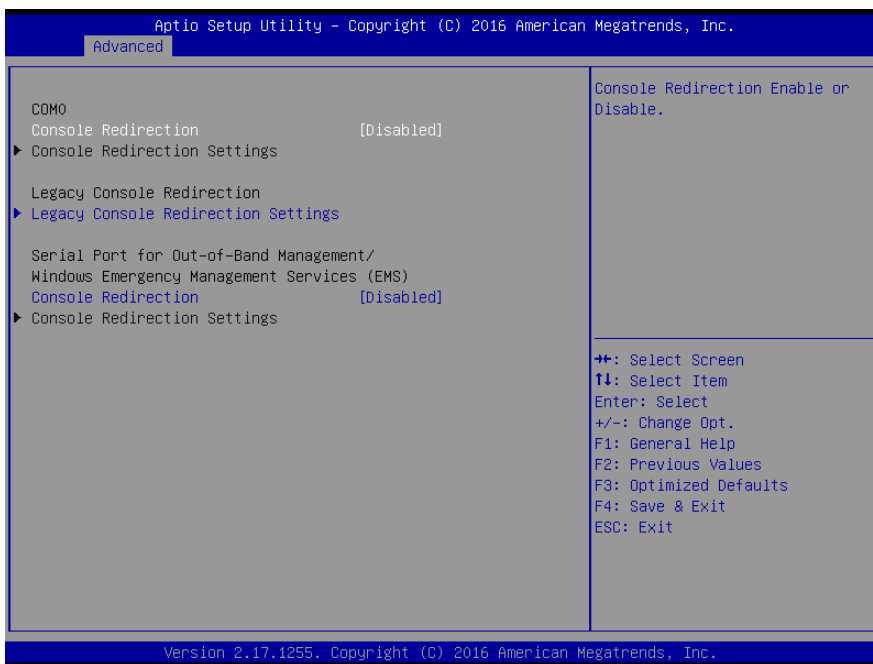 Aptio Setup Utility – Copyright (C) 2016 American Megatrends, Inc.
Advanced
COM0
Console Redirection [Disabled]
▶ Console Redirection Settings
Legacy Console Redirection
▶ Legacy Console Redirection Settings
Serial Port for Out-of-Band Management/
Windows Emergency Management Services (EMS)
Console Redirection [Disabled]
▶ Console Redirection Settings
Console Redirection Enable or
Disable.
→←: Select Screen
↑↓: Select Item
Enter: Select
+/-: Change Opt.
F1: General Help
F2: Previous Values
F3: Optimized Defaults
F4: Save & Exit
ESC: Exit
Version 2.17.1255. Copyright (C) 2016 American Megatrends, Inc.